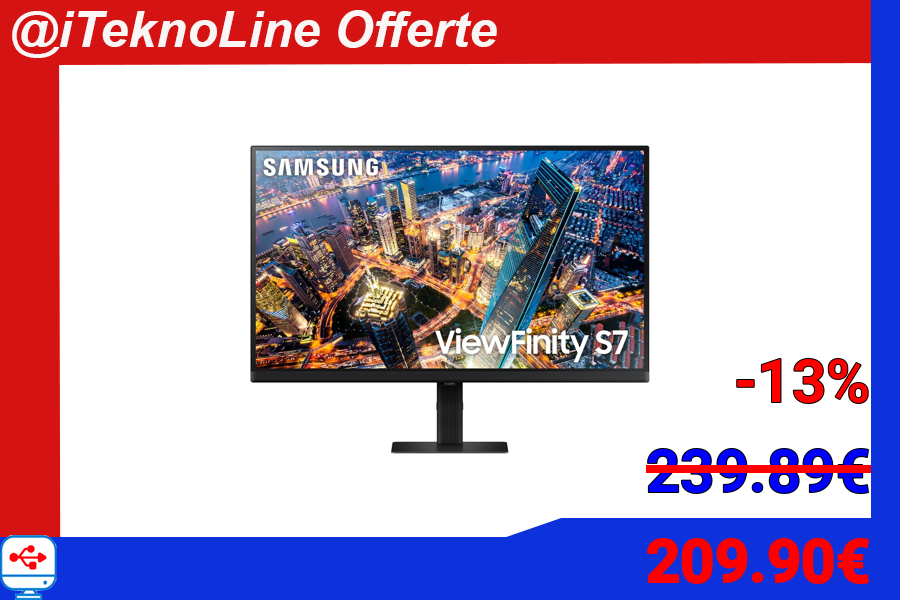 @iTeknoLine Offerte
SAMSUNG
ViewFinity S7
-13%
239.89€
209.90€